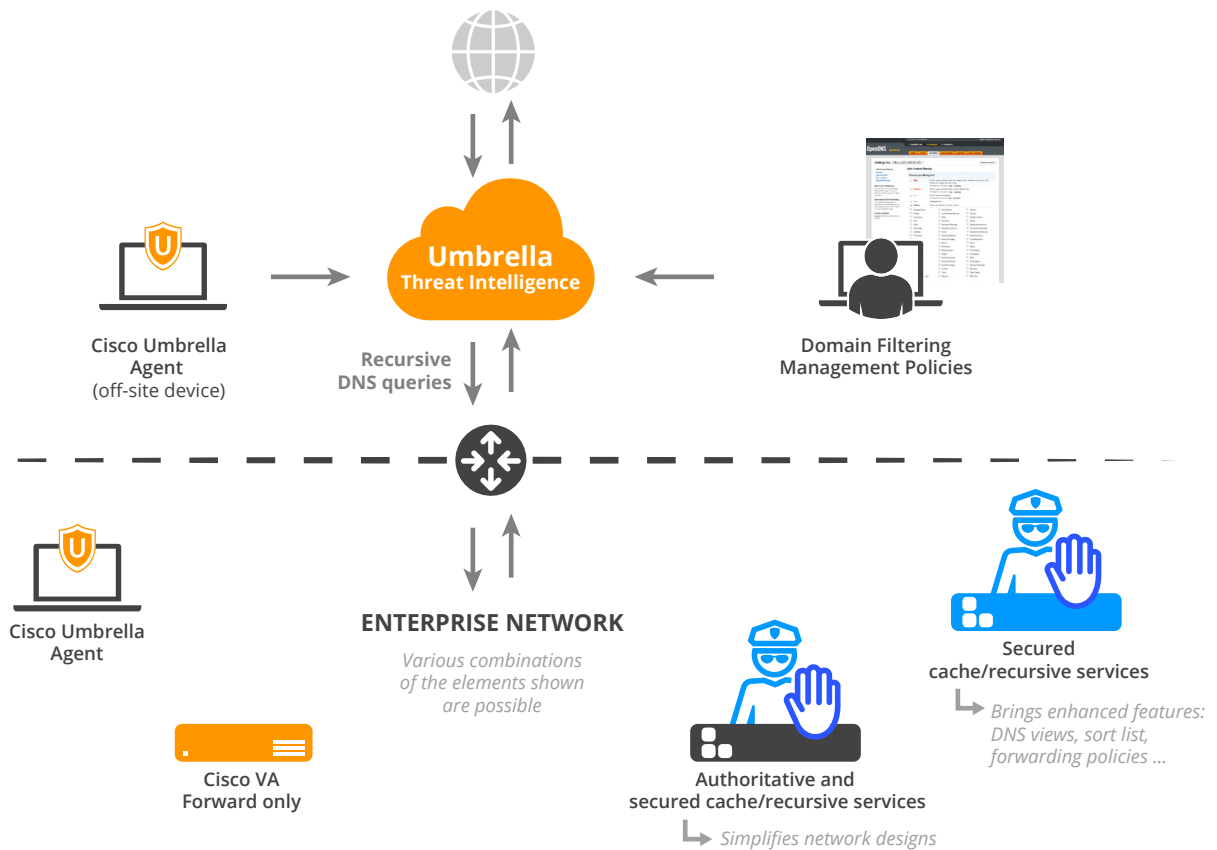 OpenDNS
Umbrella
Threat Intelligence
U
Cisco Umbrella
Agent
(off-site device)
Domain Filtering
Management Policies
Recursive
DNS queries
U
Cisco Umbrella
Agent
ENTERPRISE NETWORK
Various combinations
of the elements shown
are possible
Secured
cache/recursive services
Brings enhanced features:
DNS views, sort list,
forwarding policies ...
Cisco VA
Forward only
Authoritative and
secured cache/recursive services
Simplifies network designs